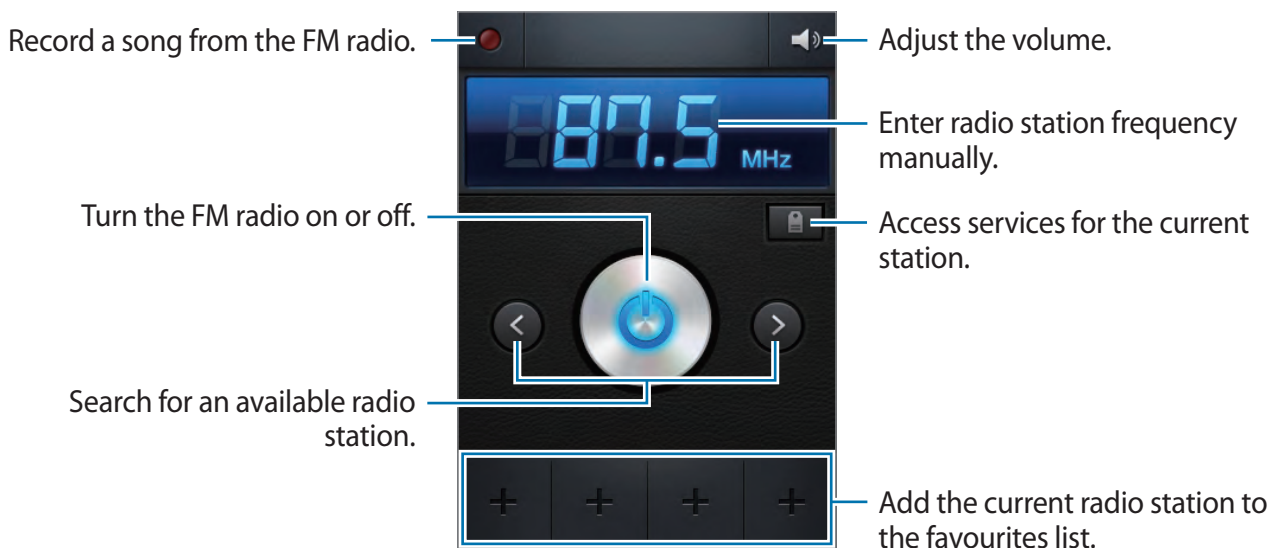 Record a song from the FM radio.
Adjust the volume.
87.5 MHz
Enter radio station frequency
manually.
Turn the FM radio on or off.
Access services for the current
station.
Search for an available radio
station.
Add the current radio station to
the favourites list.